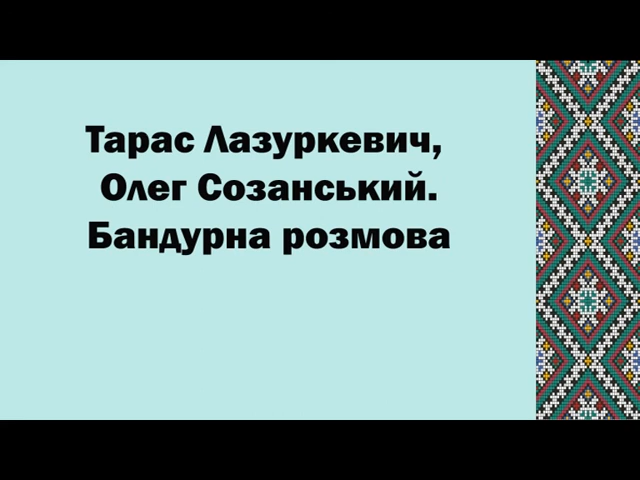 Тарас Лазуркевич,
Олег Созанський.
Бандурна розмова